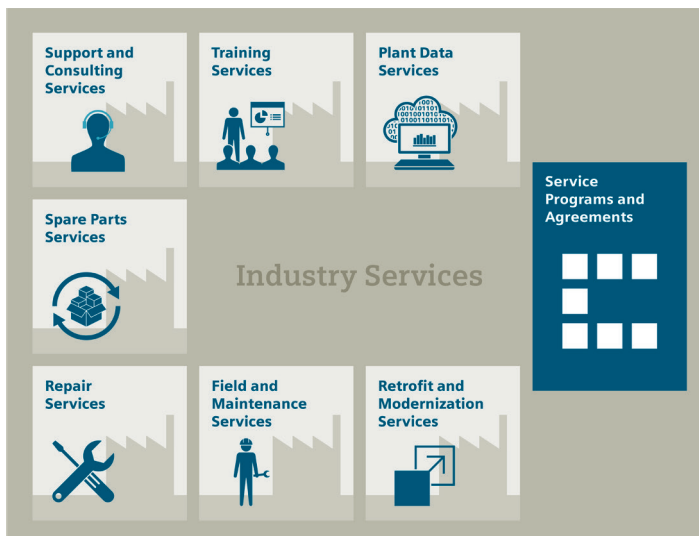 Support and
Consulting
Services
Training
Services
Plant Data
Services
Service
Programs and
Agreements
Spare Parts
Services
Industry Services
Repair
Services
Field and
Maintenance
Services
Retrofit and
Modernization
Services